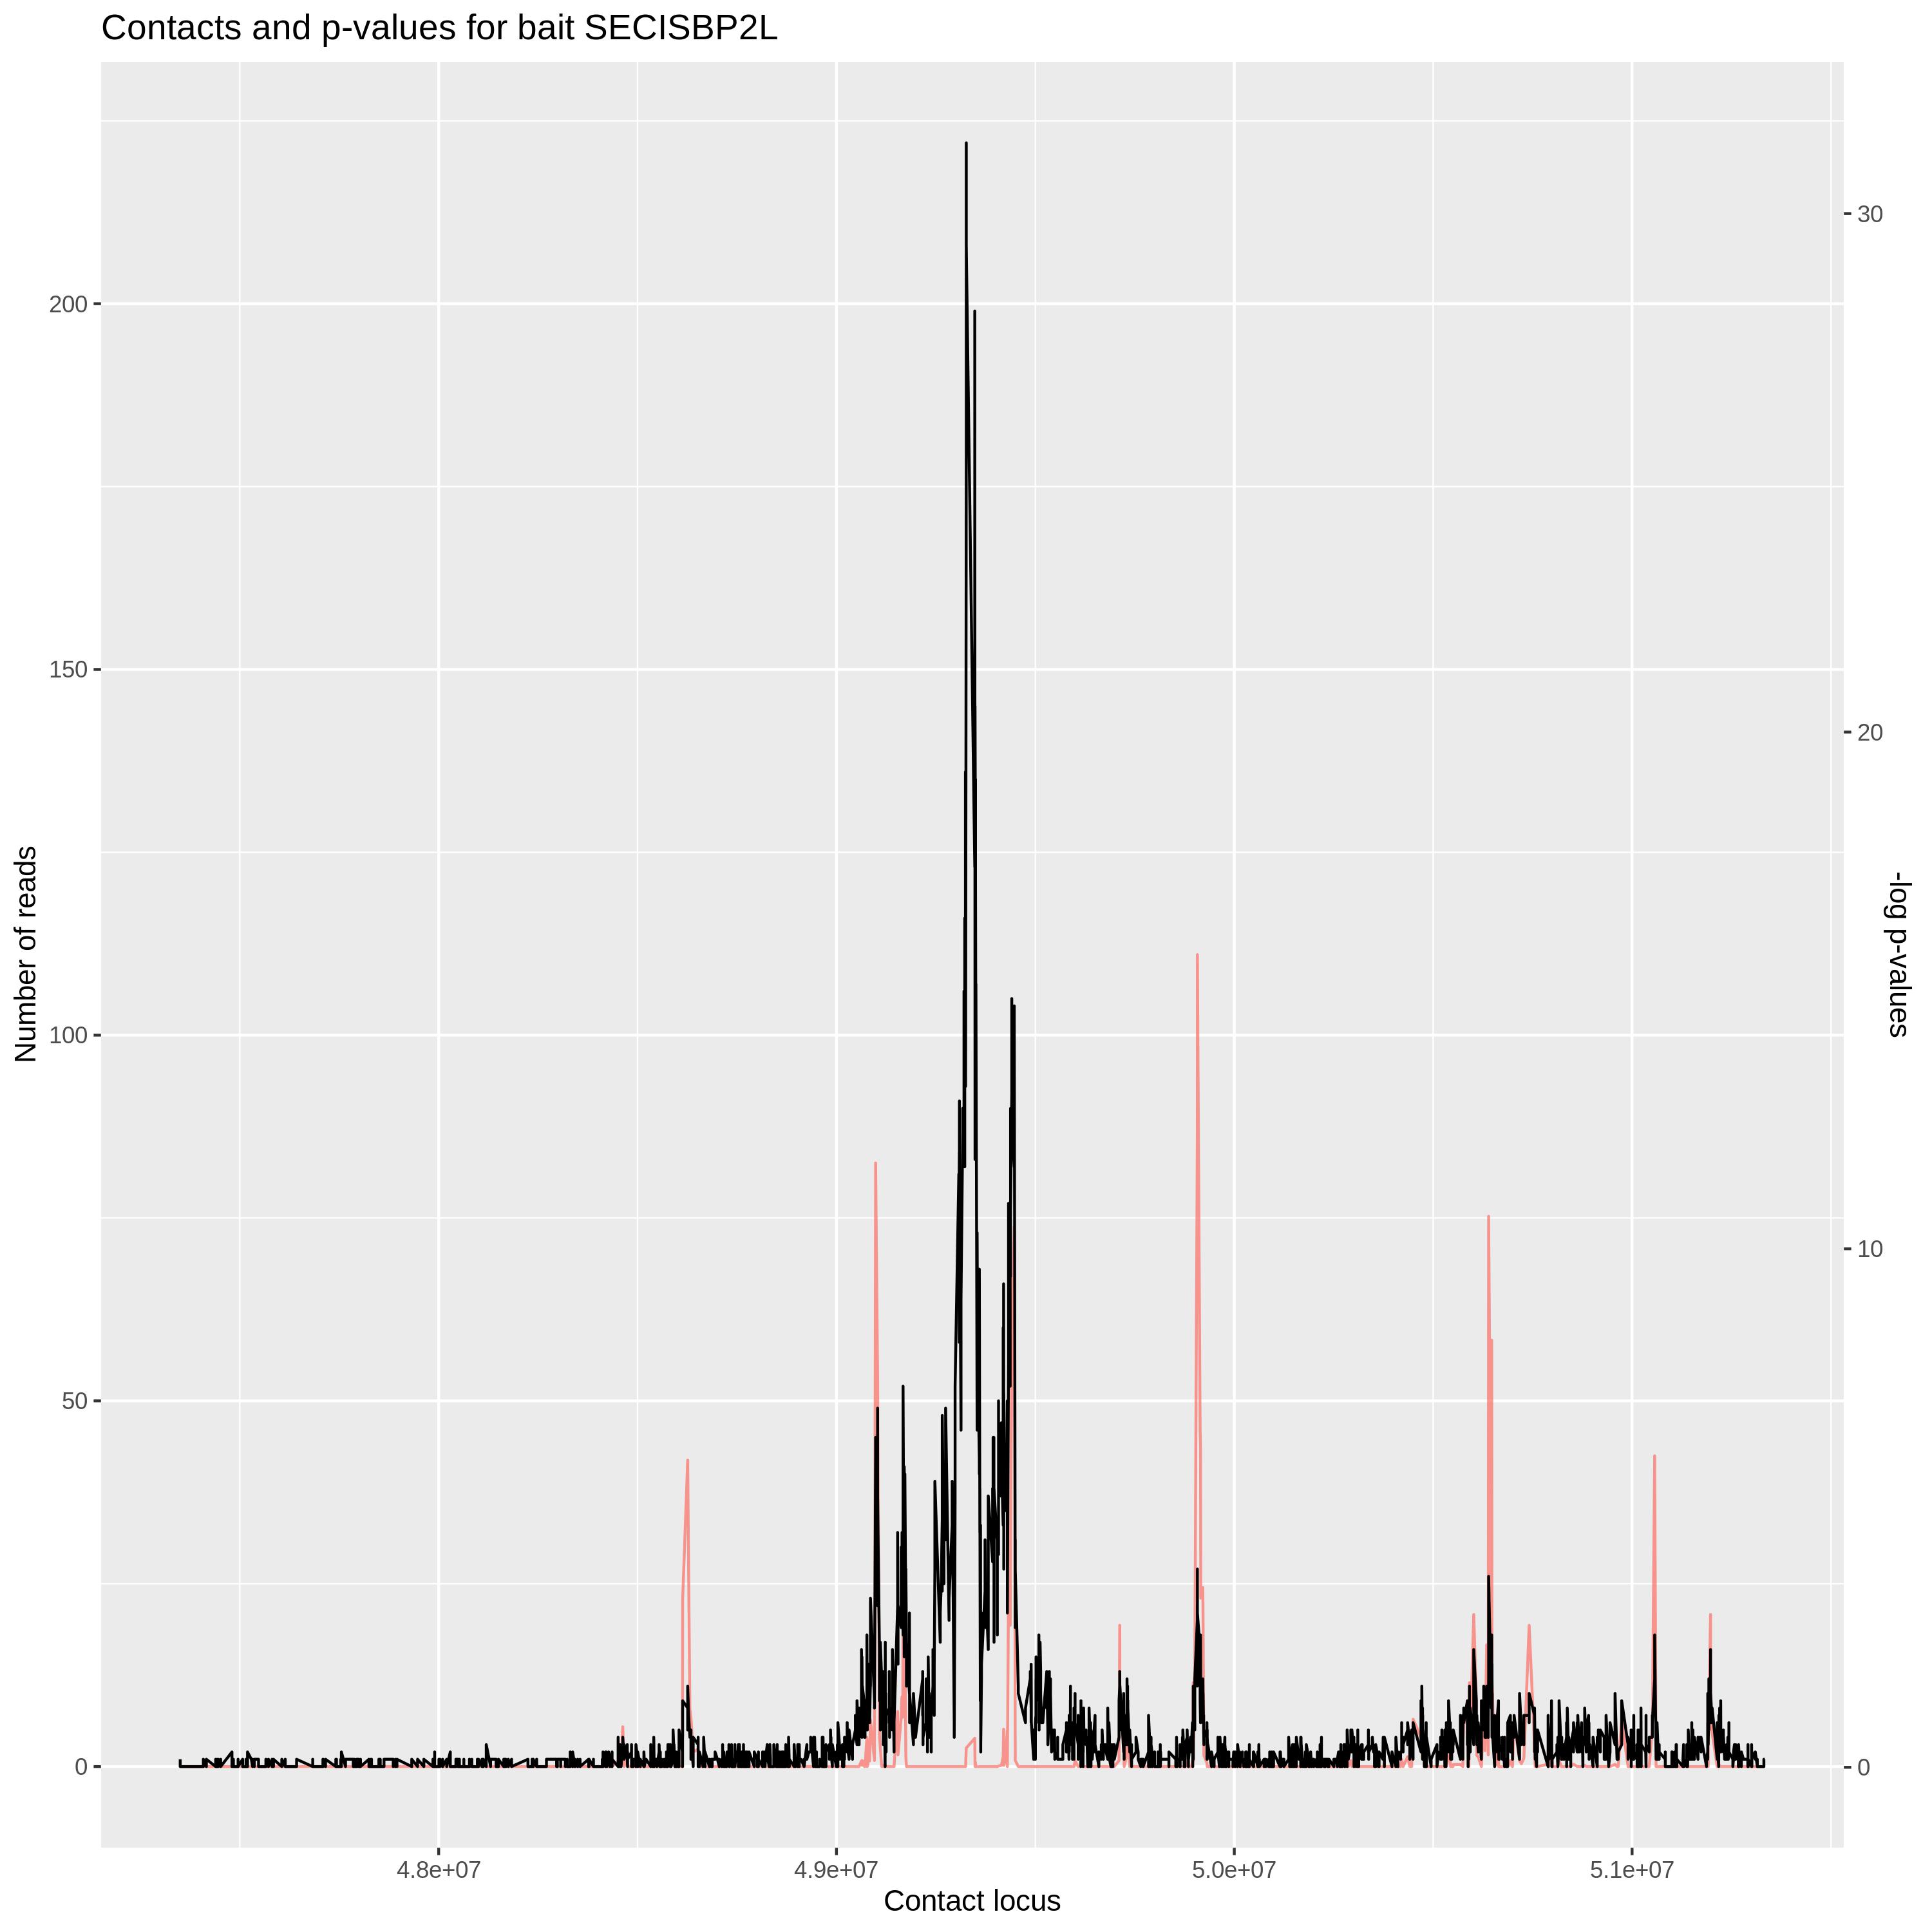 Contacts and p-values for bait SECISBP2L
Number of reads
200
150
100
50
0
30
20
10
0
-log p-values
4.8e+07
4.9e+07
5.0e+07
5.1e+07
Contact locus